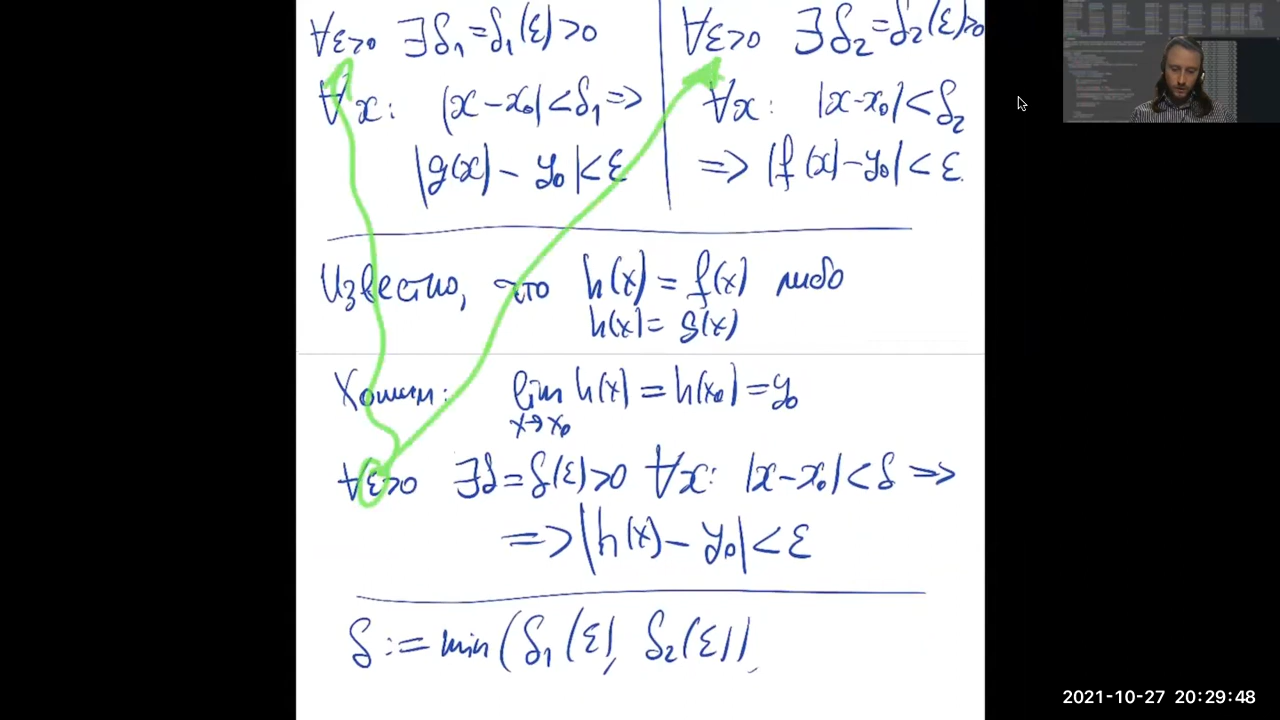 ∀ε>0 ∃δ₁=δ₁(ε)>0
∀x: |x-x₀|<δ₁ =>
|g(x)-y₀|<ε
∀ε>0 ∃δ₂=δ₂(ε)>0
∀x: |x-x₀|<δ₂
=> |f(x)-y₀|<ε.
Известно, что h(x)=f(x) либо
h(x)=g(x)
Хотим: lim h(x)=h(x₀)=y₀
x→x₀
∀ε>0 ∃δ=δ(ε)>0 ∀x: |x-x₀|<δ =>
=> |h(x)-y₀|<ε
δ:=min(δ₁(ε), δ₂(ε)),
2021-10-27 20:29:48